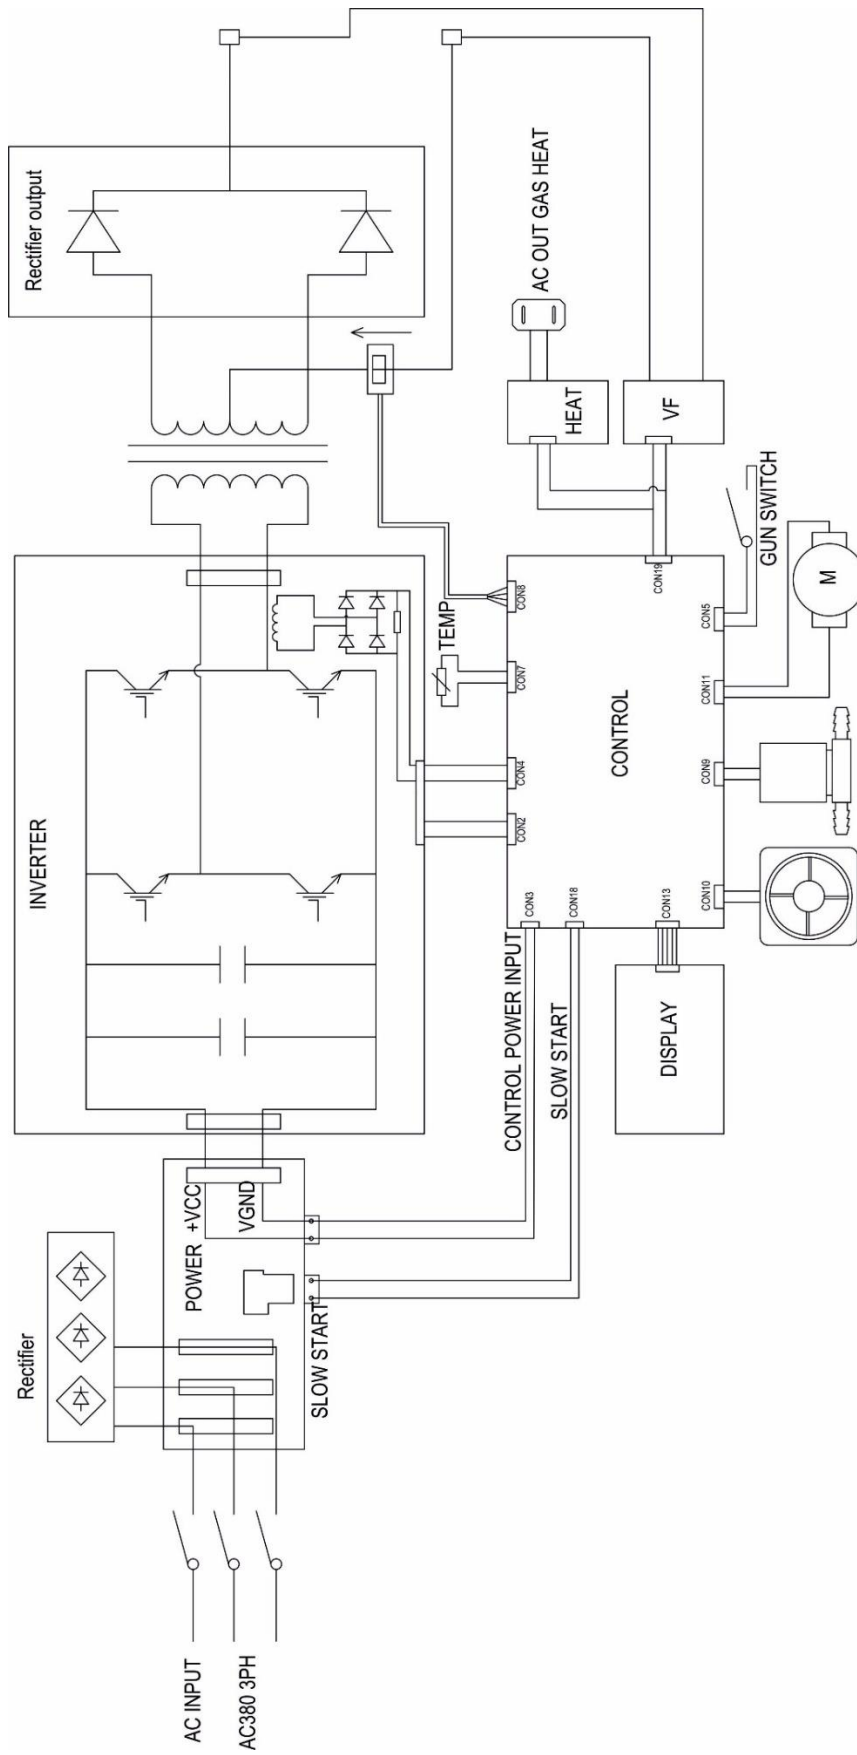 AC INPUT
AC380 3PH
Rectifier
POWER
+VCC
VGND
SLOW START
INVERTER
Rectifier output
CONTROL POWER INPUT
SLOW START
CON3
CON18
CON2
CON4
CON7
CON8
TEMP
CONTROL
CON13
CON10
CON9
CON11
CON5
CON19
DISPLAY
M
GUN SWITCH
HEAT
VF
AC OUT GAS HEAT